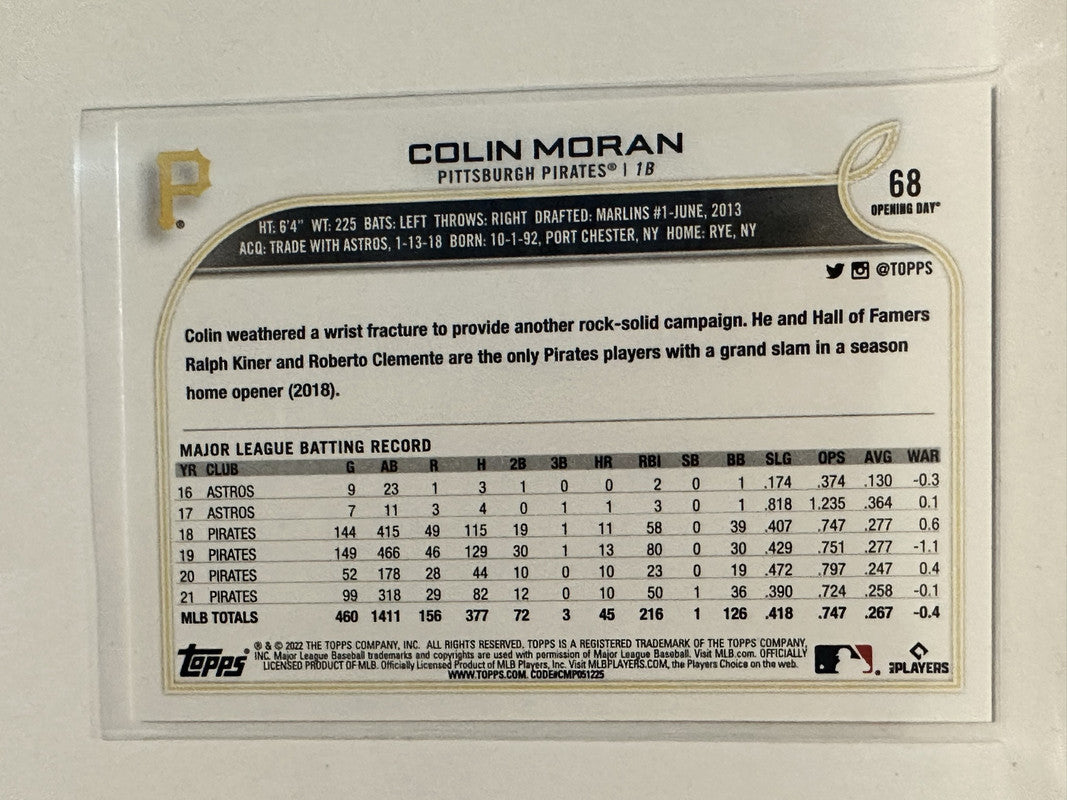 P
COLIN MORAN
PITTSBURGH PIRATES® | 1B
68
OPENING DAY®
HT: 6'4" WT: 225 BATS: LEFT THROWS: RIGHT DRAFTED: MARLINS #1-JUNE, 2013
ACQ: TRADE WITH ASTROS, 1-13-18 BORN: 10-1-92, PORT CHESTER, NY HOME: RYE, NY
@TOPPS
Colin weathered a wrist fracture to provide another rock-solid campaign. He and Hall of Famers
Ralph Kiner and Roberto Clemente are the only Pirates players with a grand slam in a season
home opener (2018).
MAJOR LEAGUE BATTING RECORD
YR CLUB G AB R H 2B 3B HR RBI SB BB SLG OPS AVG WAR
16 ASTROS 9 23 1 3 1 0 0 2 0 1 .174 .374 .130 -0.3
17 ASTROS 7 11 3 4 0 1 1 3 0 1 .818 1.235 .364 0.1
18 PIRATES 144 415 49 115 19 1 11 58 0 39 .407 .747 .277 0.6
19 PIRATES 149 466 46 129 30 1 13 80 0 30 .429 .751 .277 -1.1
20 PIRATES 52 178 28 44 10 0 10 23 0 19 .472 .797 .247 0.4
21 PIRATES 99 318 29 82 12 0 10 50 1 36 .390 .724 .258 -0.1
MLB TOTALS 460 1411 156 377 72 3 45 216 1 126 .418 .747 .267 -0.4
Topps®
® & © 2022 THE TOPPS COMPANY, INC. ALL RIGHTS RESERVED. TOPPS IS A REGISTERED TRADEMARK OF THE TOPPS COMPANY,
INC. Major League Baseball trademarks and copyrights are used with permission of Major League Baseball. Visit MLB.com. OFFICIALLY
LICENSED PRODUCT OF MLB. Officially Licensed Product of MLB Players, Inc. Visit MLBPLAYERS.COM, the Players Choice on the web.
WWW.TOPPS.COM. CODE#CMP051225
MLBPLAYERS